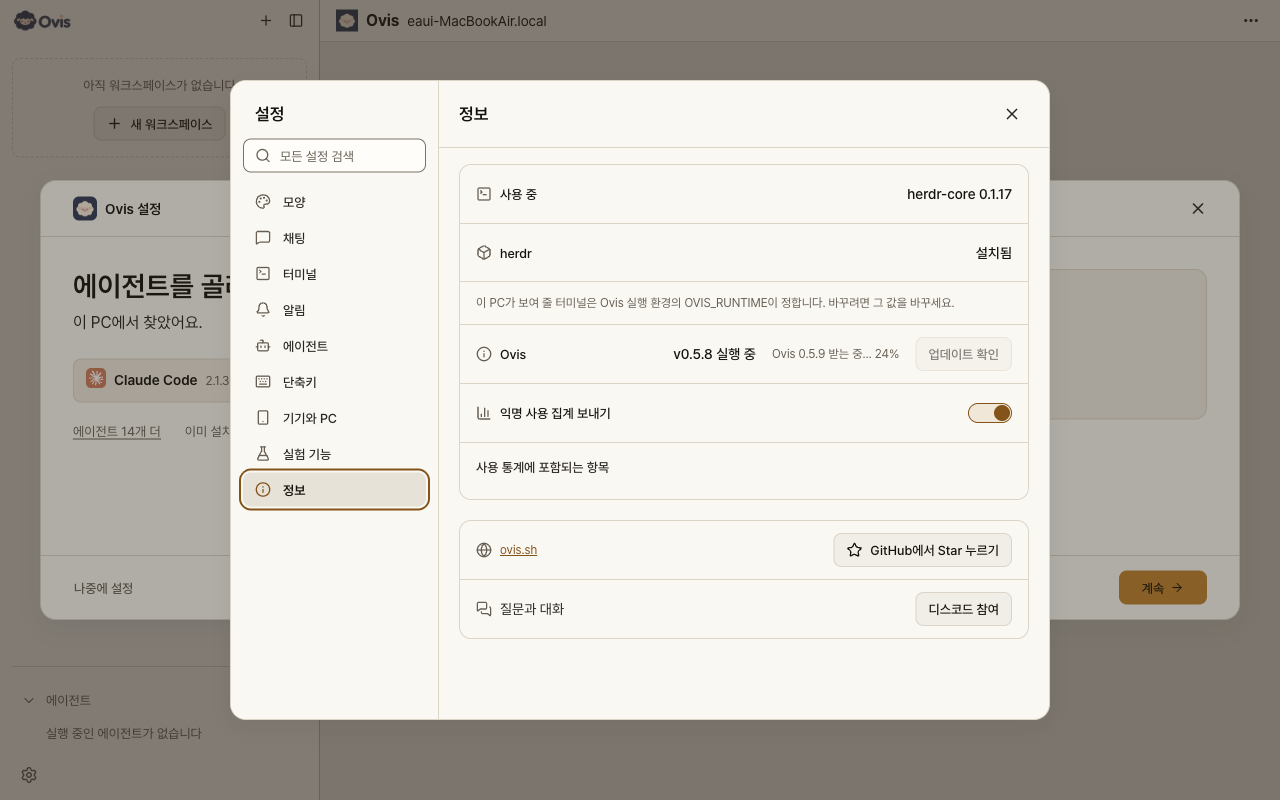 Ovis
Ovis eaui-MacBookAir.local
아직 워크스페이스가 없습니다
새 워크스페이스
Ovis 설정
이 PC에서 찾았어요.
Claude Code 2.1.3
에이전트 14개 더
나중에 설정
계속
에이전트
실행 중인 에이전트가 없습니다
설정
모든 설정 검색
모양
채팅
터미널
알림
에이전트
단축키
기기와 PC
실험 기능
정보
정보
사용 중 herdr-core 0.1.17
herdr 설치됨
이 PC가 보여 줄 터미널은 Ovis 실행 환경의 OVIS_RUNTIME이 정합니다. 바꾸려면 그 값을 바꾸세요.
Ovis v0.5.8 실행 중 Ovis 0.5.9 받는 중... 24% 업데이트 확인
익명 사용 집계 보내기
사용 통계에 포함되는 항목
ovis.sh GitHub에서 Star 누르기
질문과 대화 디스코드 참여